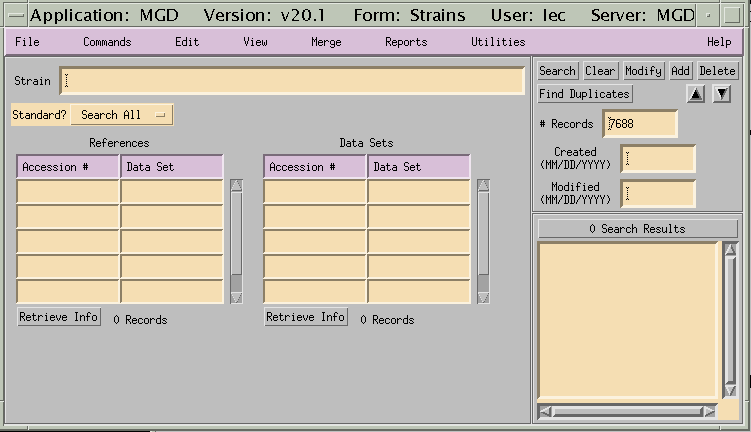 Application: MGD Version: v20.1 Form: Strains User: lec Server: MGD
File Commands Edit View Merge Reports Utilities Help
Strain
Standard? Search All
References
Accession # Data Set
Retrieve Info 0 Records
Data Sets
Accession # Data Set
Retrieve Info 0 Records
Search Clear Modify Add Delete
Find Duplicates
# Records 7688
Created
(MM/DD/YYYY)
Modified
(MM/DD/YYYY)
0 Search Results